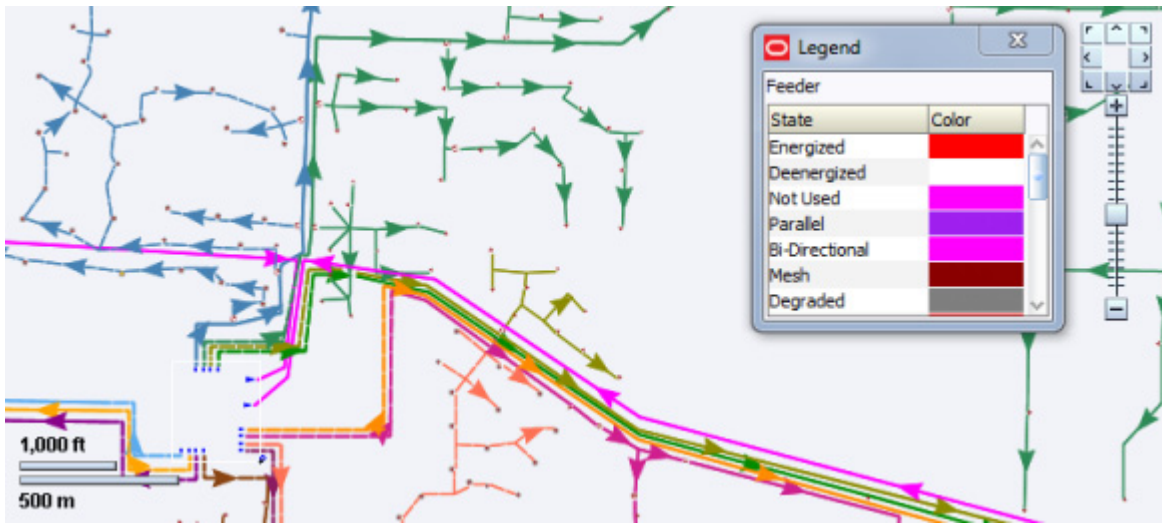 Legend
Feeder
State Color
Energized
Deenergized
Not Used
Parallel
Bi-Directional
Mesh
Degraded
1,000 ft
500 m